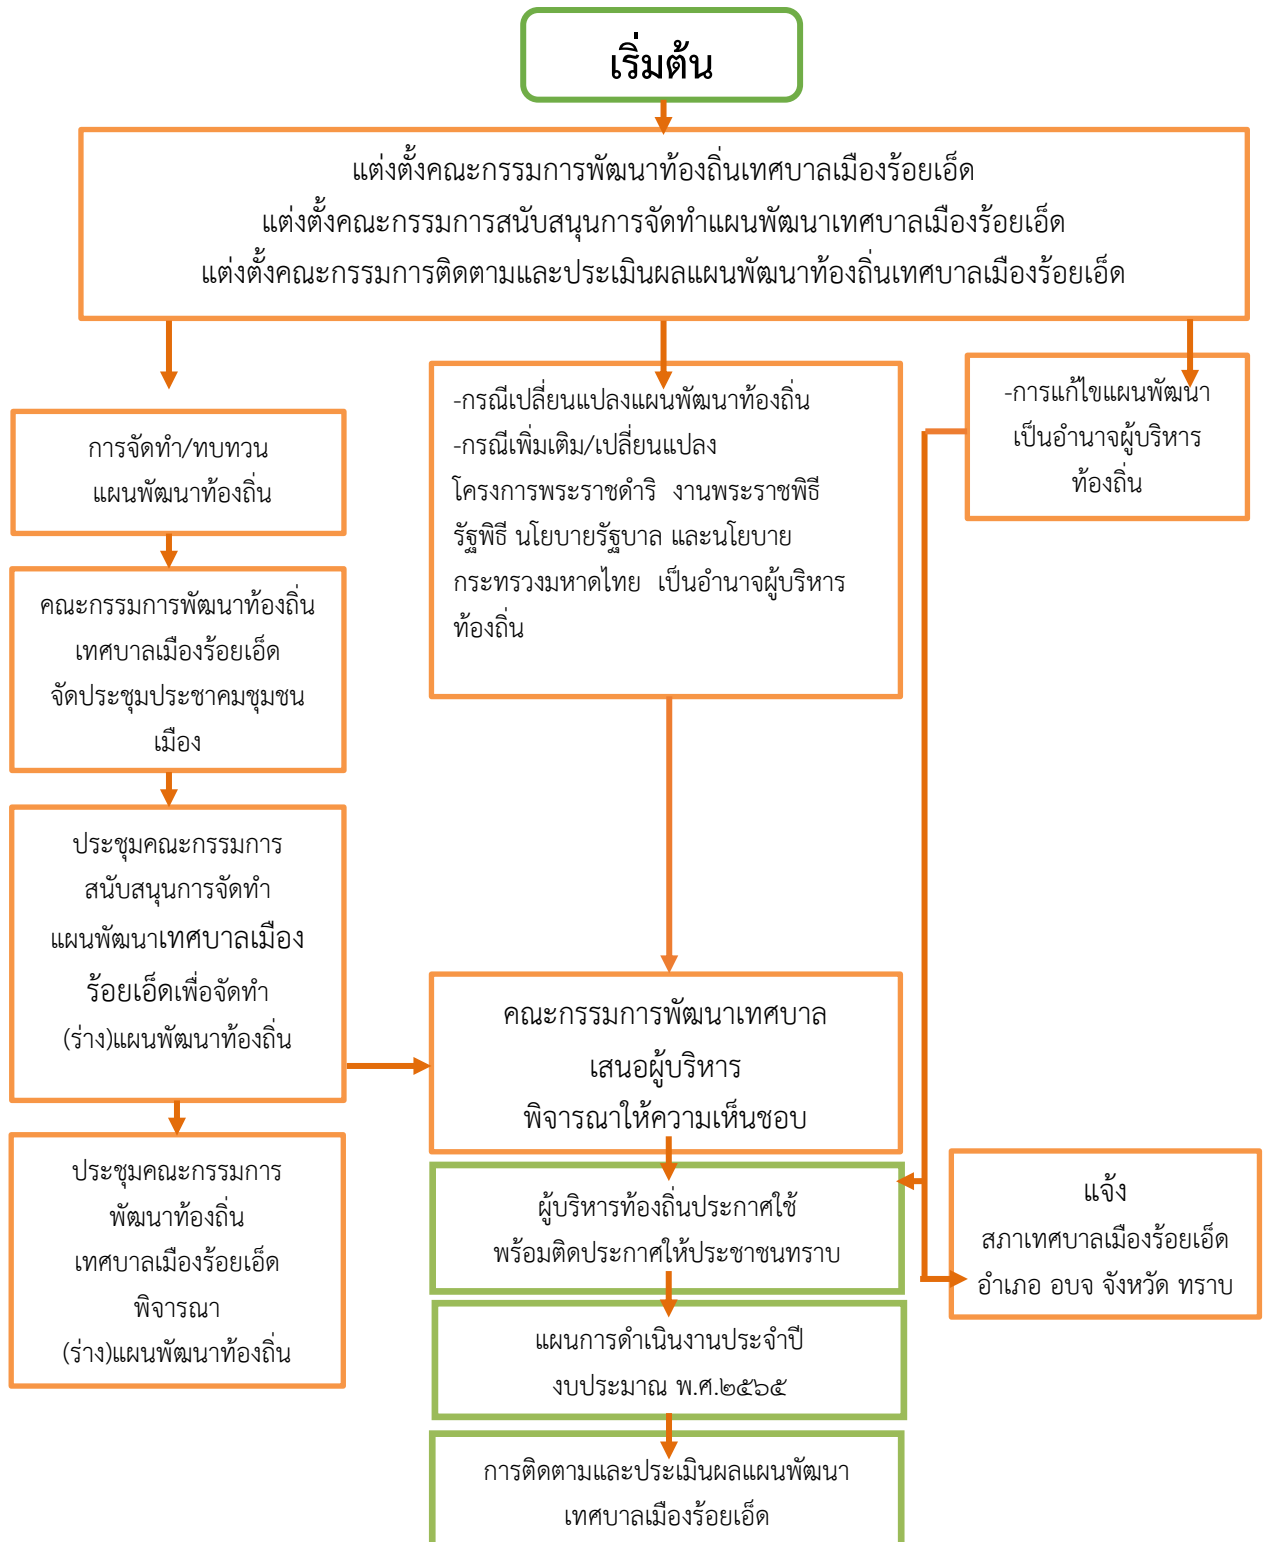 เริ่มต้น
แต่งตั้งคณะกรรมการพัฒนาท้องถิ่นเทศบาลเมืองร้อยเอ็ด
แต่งตั้งคณะกรรมการสนับสนุนการจัดทำแผนพัฒนาเทศบาลเมืองร้อยเอ็ด
แต่งตั้งคณะกรรมการติดตามและประเมินผลแผนพัฒนาท้องถิ่นเทศบาลเมืองร้อยเอ็ด
การจัดทำ/ทบทวน
แผนพัฒนาท้องถิ่น
คณะกรรมการพัฒนาท้องถิ่น
เทศบาลเมืองร้อยเอ็ด
จัดประชุมประชาคมชุมชน
เมือง
ประชุมคณะกรรมการ
สนับสนุนการจัดทำ
แผนพัฒนาเทศบาลเมือง
ร้อยเอ็ดเพื่อจัดทำ
(ร่าง)แผนพัฒนาท้องถิ่น
ประชุมคณะกรรมการ
พัฒนาท้องถิ่น
เทศบาลเมืองร้อยเอ็ด
พิจารณา
(ร่าง)แผนพัฒนาท้องถิ่น
-กรณีเปลี่ยนแปลงแผนพัฒนาท้องถิ่น
-กรณีเพิ่มเติม/เปลี่ยนแปลง
โครงการพระราชดำริ งานพระราชพิธี
รัฐพิธี นโยบายรัฐบาล และนโยบาย
กระทรวงมหาดไทย เป็นอำนาจผู้บริหาร
ท้องถิ่น
คณะกรรมการพัฒนาเทศบาล
เสนอผู้บริหาร
พิจารณาให้ความเห็นชอบ
ผู้บริหารท้องถิ่นประกาศใช้
พร้อมติดประกาศให้ประชาชนทราบ
แผนการดำเนินงานประจำปี
งบประมาณ พ.ศ.๒๕๖๕
การติดตามและประเมินผลแผนพัฒนา
เทศบาลเมืองร้อยเอ็ด
-การแก้ไขแผนพัฒนา
เป็นอำนาจผู้บริหาร
ท้องถิ่น
แจ้ง
สภาเทศบาลเมืองร้อยเอ็ด
อำเภอ อบจ จังหวัด ทราบ